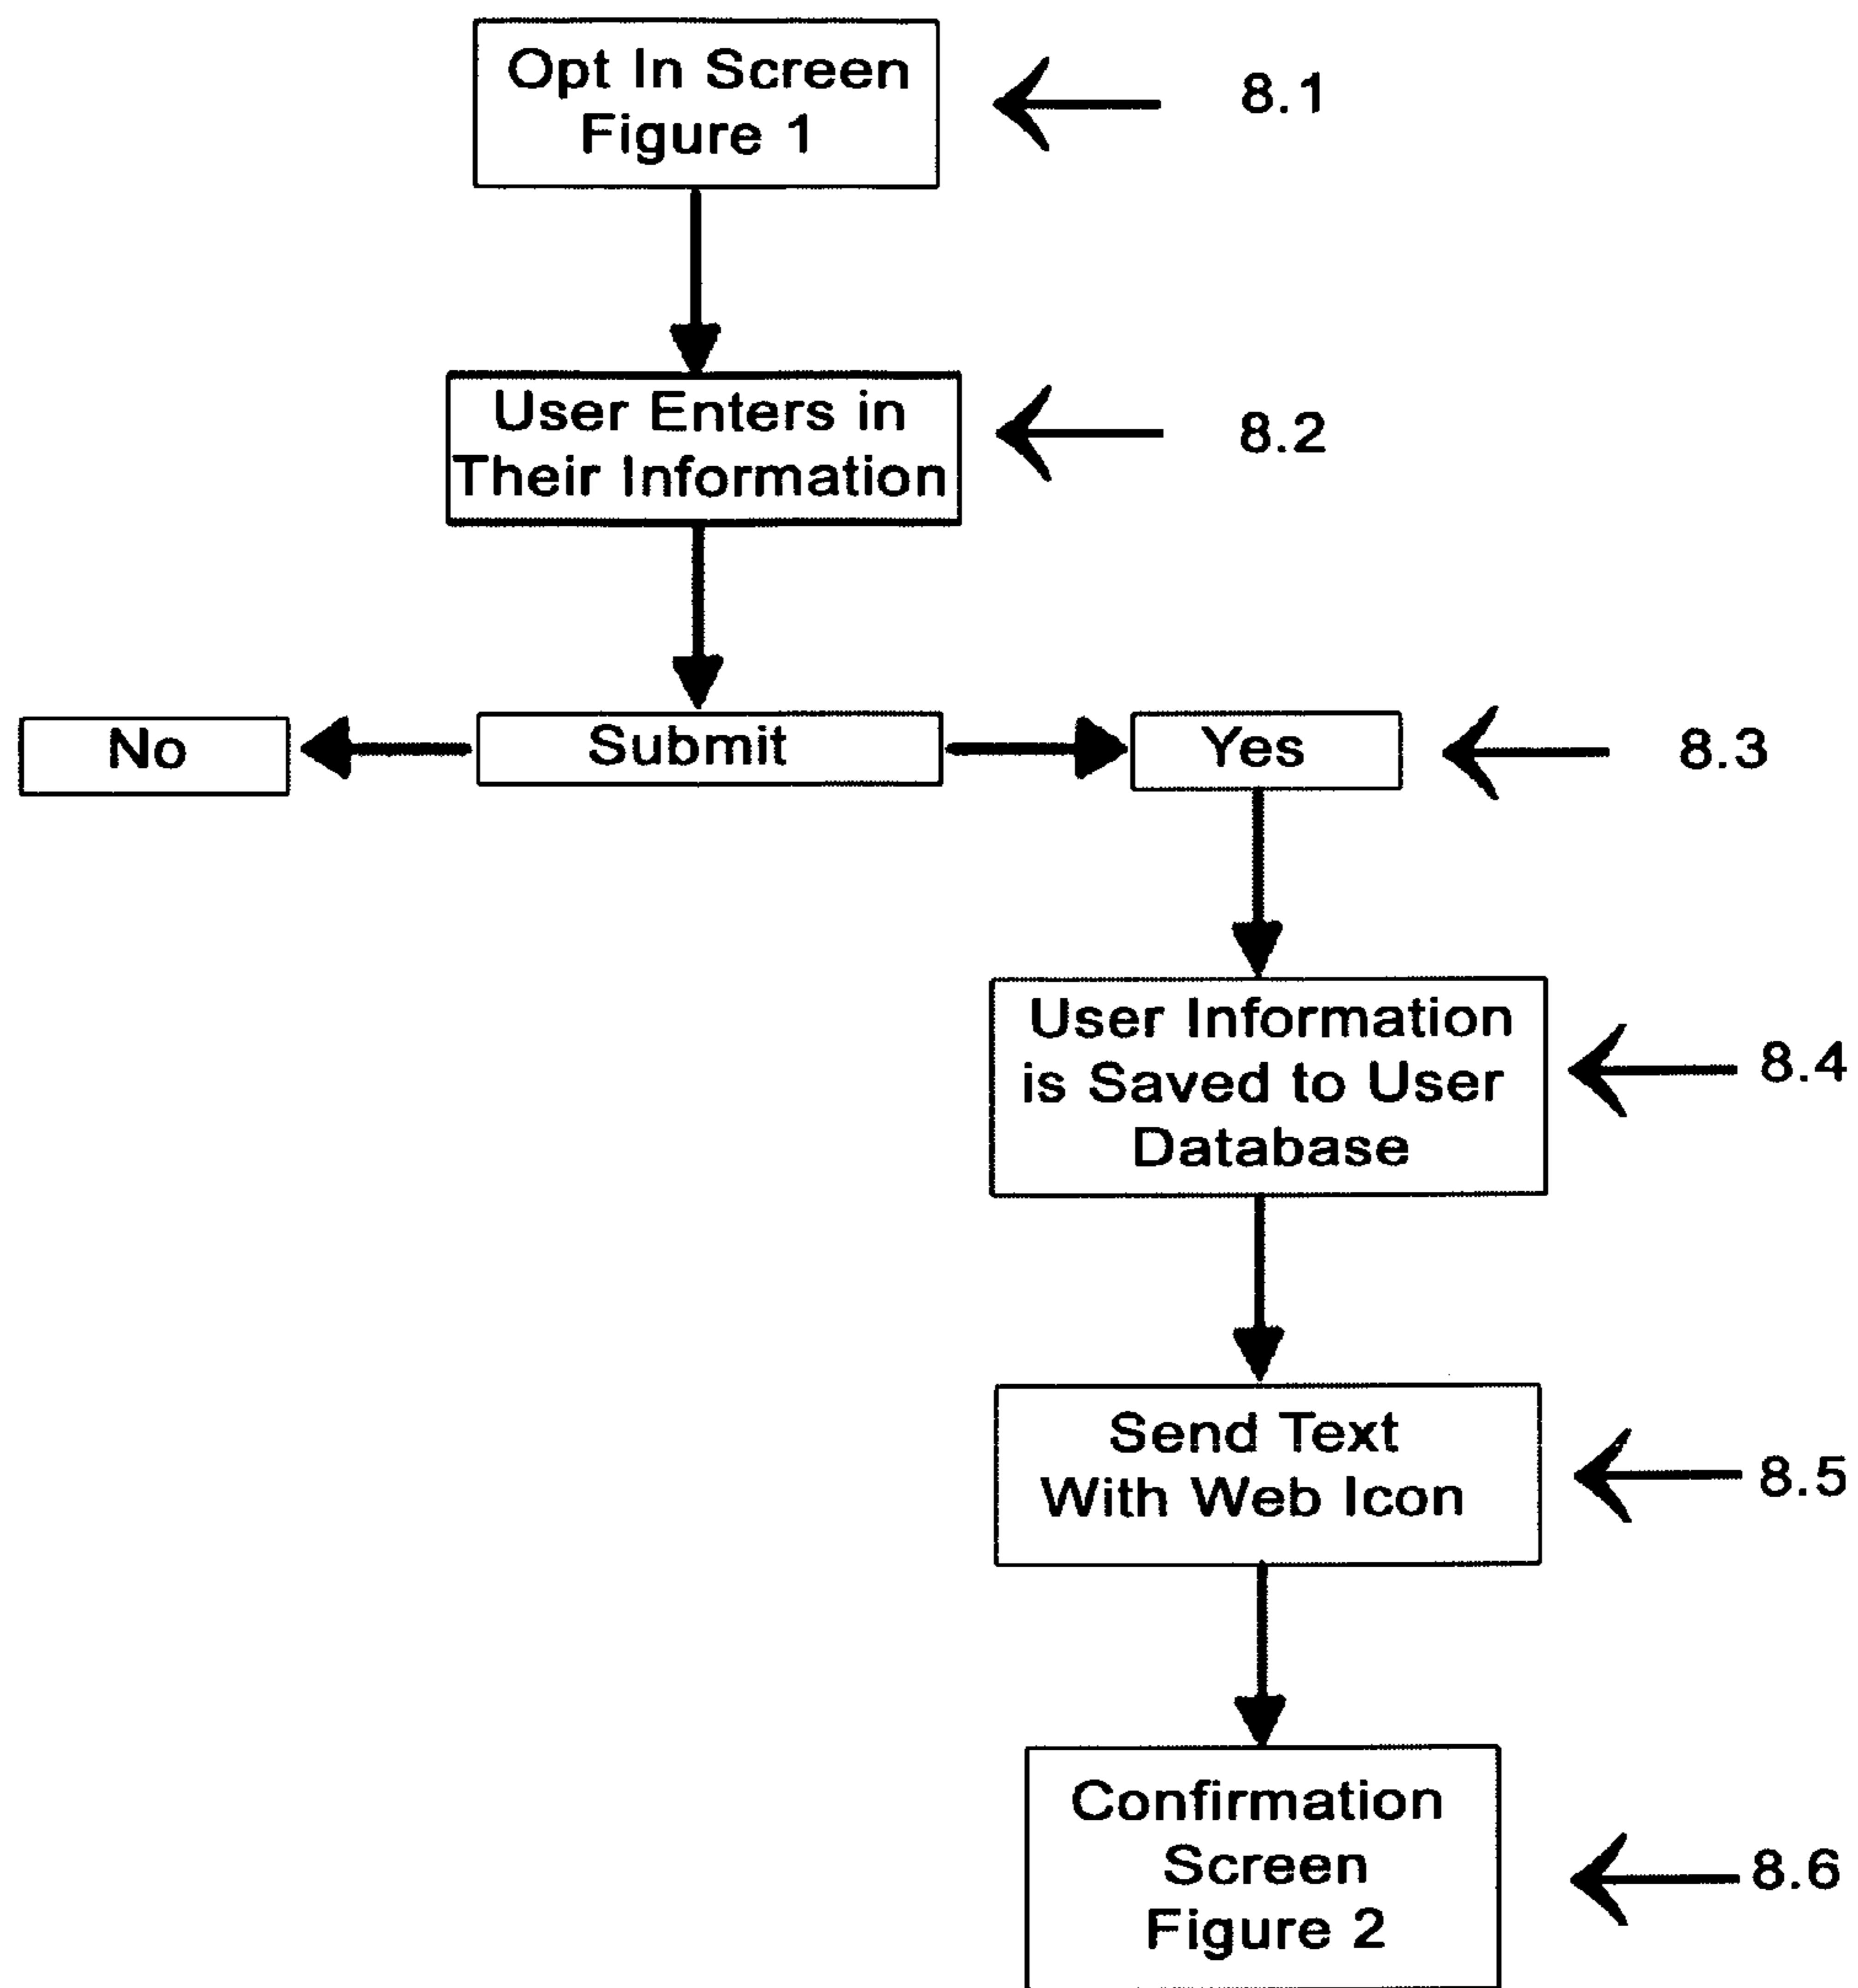 Opt In Screen
Figure 1
8.1
User Enters in
Their Information
8.2
No
Submit
Yes
8.3
User Information
is Saved to User
Database
8.4
Send Text
With Web Icon
8.5
Confirmation
Screen
Figure 2
8.6